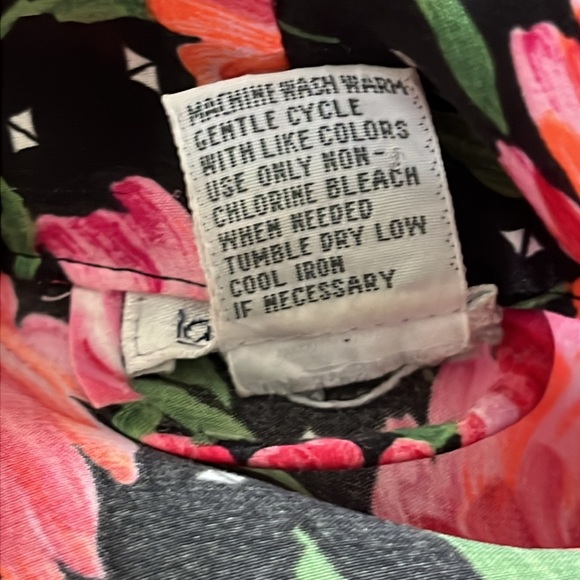 MACHINE WASH WARM
GENTLE CYCLE
WITH LIKE COLORS
USE ONLY NON-
CHLORINE BLEACH
WHEN NEEDED
TUMBLE DRY LOW
COOL IRON
IF NECESSARY